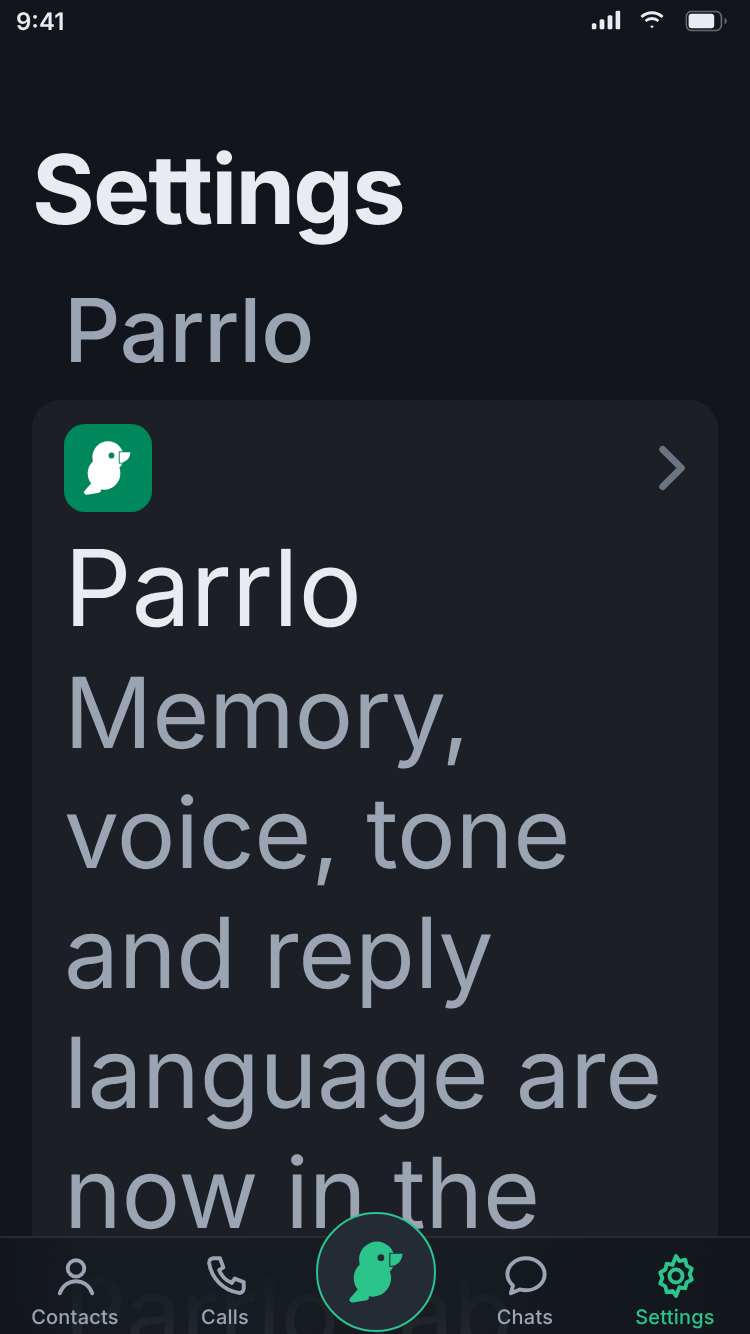 9:41
Settings
Parrlo
Parrlo
Memory,
voice, tone
and reply
language are
now in the
Contacts
Calls
Chats
Settings